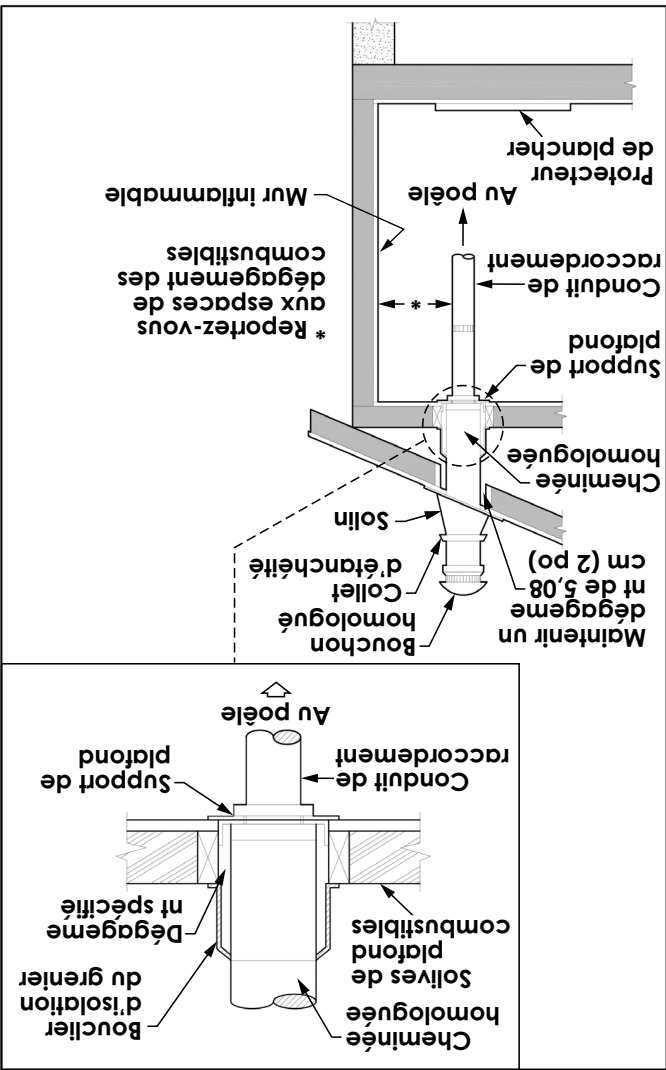 Cheminée
homologuée
Bouclier
d'isolation
du grenier
Solives de
plafond
combustibles
Dégageme
nt spécifié
Conduit de
raccordement
Support de
plafond
Au poêle
Maintenir un
dégageme
nt de 5,08
cm (2 po)
Bouchon
homologué
Collet
d'étanchéité
Solin
Cheminée
homologuée
Support de
plafond
Conduit de
raccordement
*
* Reportez-vous
aux espaces de
dégagement des
combustibles
Au poêle
Mur inflammable
Protecteur
de plancher